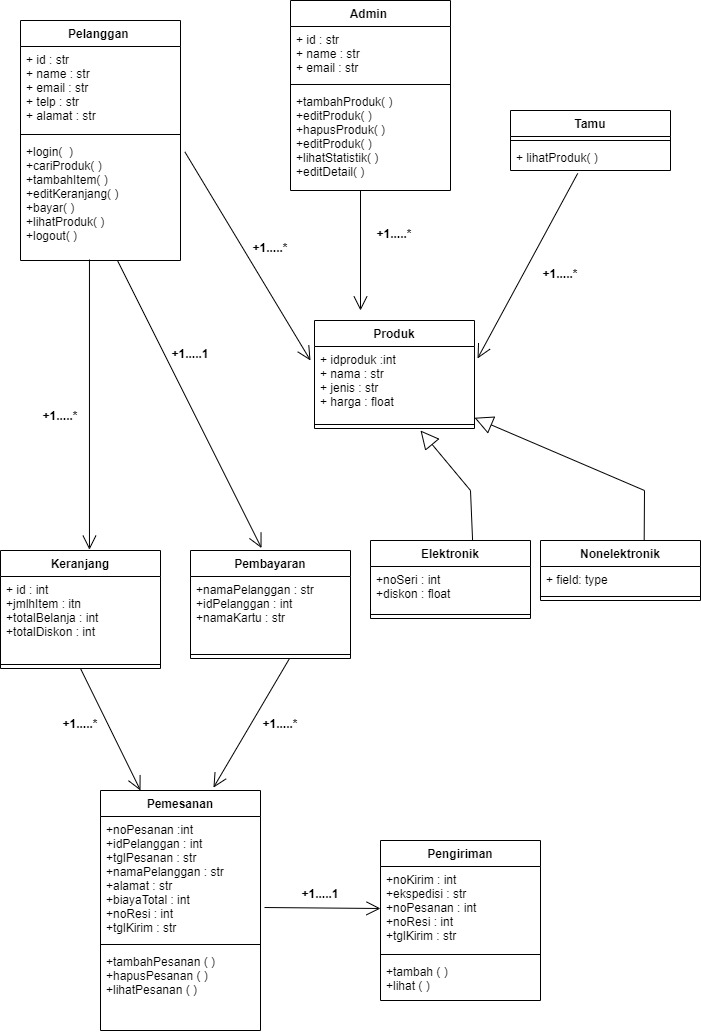 Pelanggan
+ id : str
+ name : str
+ email : str
+ telp : str
+ alamat : str
+login(  )
+cariProduk( )
+tambahItem( )
+editKeranjang( )
+bayar( )
+lihatProduk( )
+logout( )
Admin
+ id : str
+ name : str
+ email : str
+tambahProduk( )
+editProduk( )
+hapusProduk( )
+editProduk( )
+lihatStatistik( )
+editDetail( )
Tamu
+ lihatProduk( )
+1.....*
+1.....*
+1.....*
+1.....1
+1.....*
Produk
+ idproduk :int
+ nama : str
+ jenis : str
+ harga : float
Keranjang
+ id : int
+jmlhItem : itn
+totalBelanja : int
+totalDiskon : int
Pembayaran
+namaPelanggan : str
+idPelanggan : int
+namaKartu : str
Elektronik
+noSeri : int
+diskon : float
Nonelektronik
+ field: type
+1.....*
+1.....*
Pemesanan
+noPesanan :int
+idPelanggan : int
+tglPesanan : str
+namaPelanggan : str
+alamat : str
+biayaTotal : int
+noResi : int
+tglKirim : str
+tambahPesanan ( )
+hapusPesanan ( )
+lihatPesanan ( )
+1.....1
Pengiriman
+noKirim : int
+ekspedisi : str
+noPesanan : int
+noResi : int
+tglKirim : str
+tambah ( )
+lihat ( )